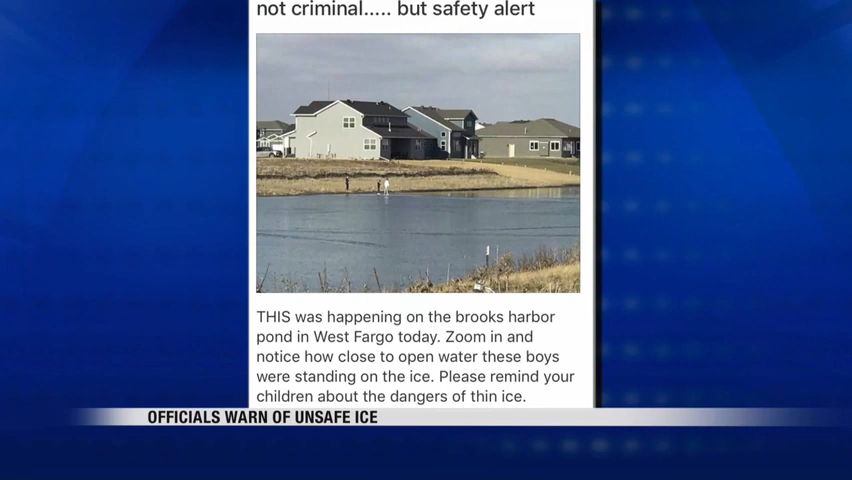 not criminal..... but safety alert
THIS was happening on the brooks harbor
pond in West Fargo today. Zoom in and
notice how close to open water these boys
were standing on the ice. Please remind your
children about the dangers of thin ice.
OFFICIALS WARN OF UNSAFE ICE